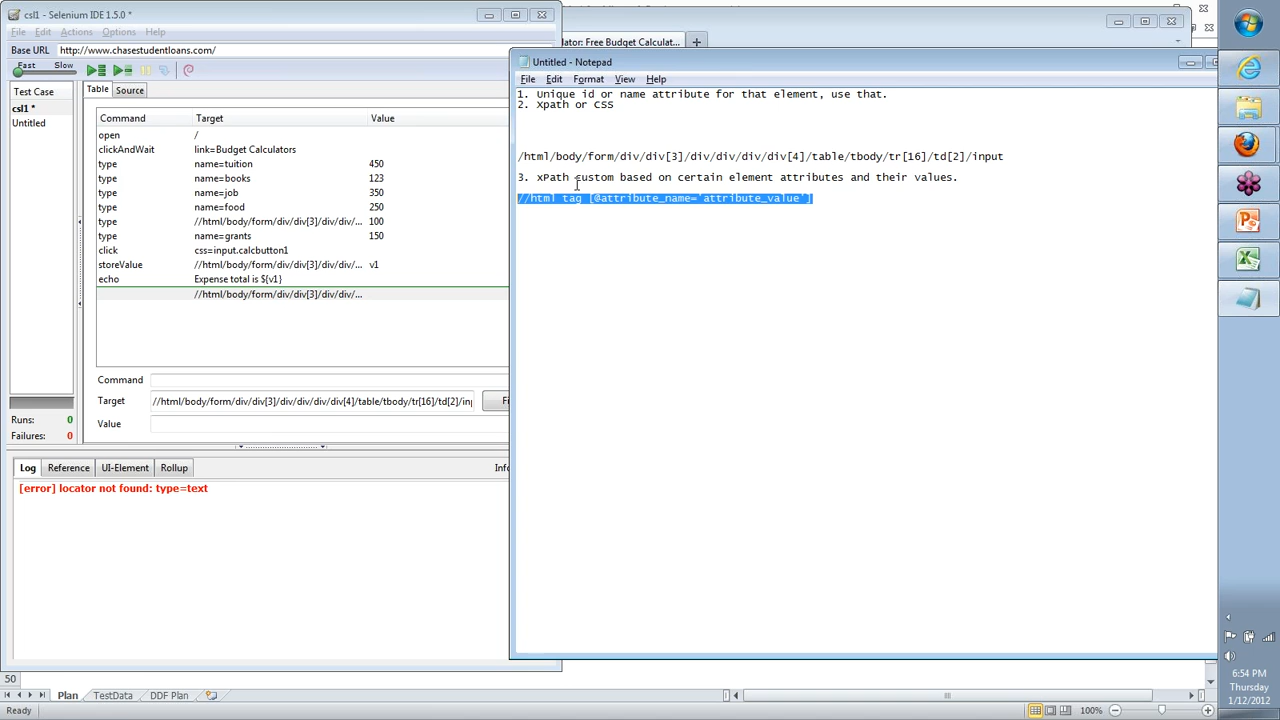 csl1 - Selenium IDE 1.5.0 *
File Edit Actions Options Help
Base URL http://www.chasestudentloans.com/
Fast Slow
Test Case
csl1 *
Untitled
Runs: 0
Failures: 0
Table Source
Command Target Value
open /
clickAndWait link=Budget Calculators
type name=tuition 450
type name=books 123
type name=job 350
type name=food 250
type //html/body/form/div/div[3]/div/div/... 100
type name=grants 150
click css=input.calcbutton1
storeValue //html/body/form/div/div[3]/div/div/... v1
echo Expense total is ${v1}
//html/body/form/div/div[3]/div/div/...
Command
Target //html/body/form/div/div[3]/div/div/div/div[4]/table/tbody/tr[16]/td[2]/inp
Fi
Value
Log Reference UI-Element Rollup Info
[error] locator not found: type=text
lator: Free Budget Calculat...
Untitled - Notepad
File Edit Format View Help
1. Unique id or name attribute for that element, use that.
2. xpath or CSS
/html/body/form/div/div[3]/div/div/div/div[4]/table/tbody/tr[16]/td[2]/input
3. xPath custom based on certain element attributes and their values.
//html tag [@attribute_name='attribute_value']
50
Plan TestData DDF Plan
Ready
100%
6:54 PM
Thursday
1/12/2012